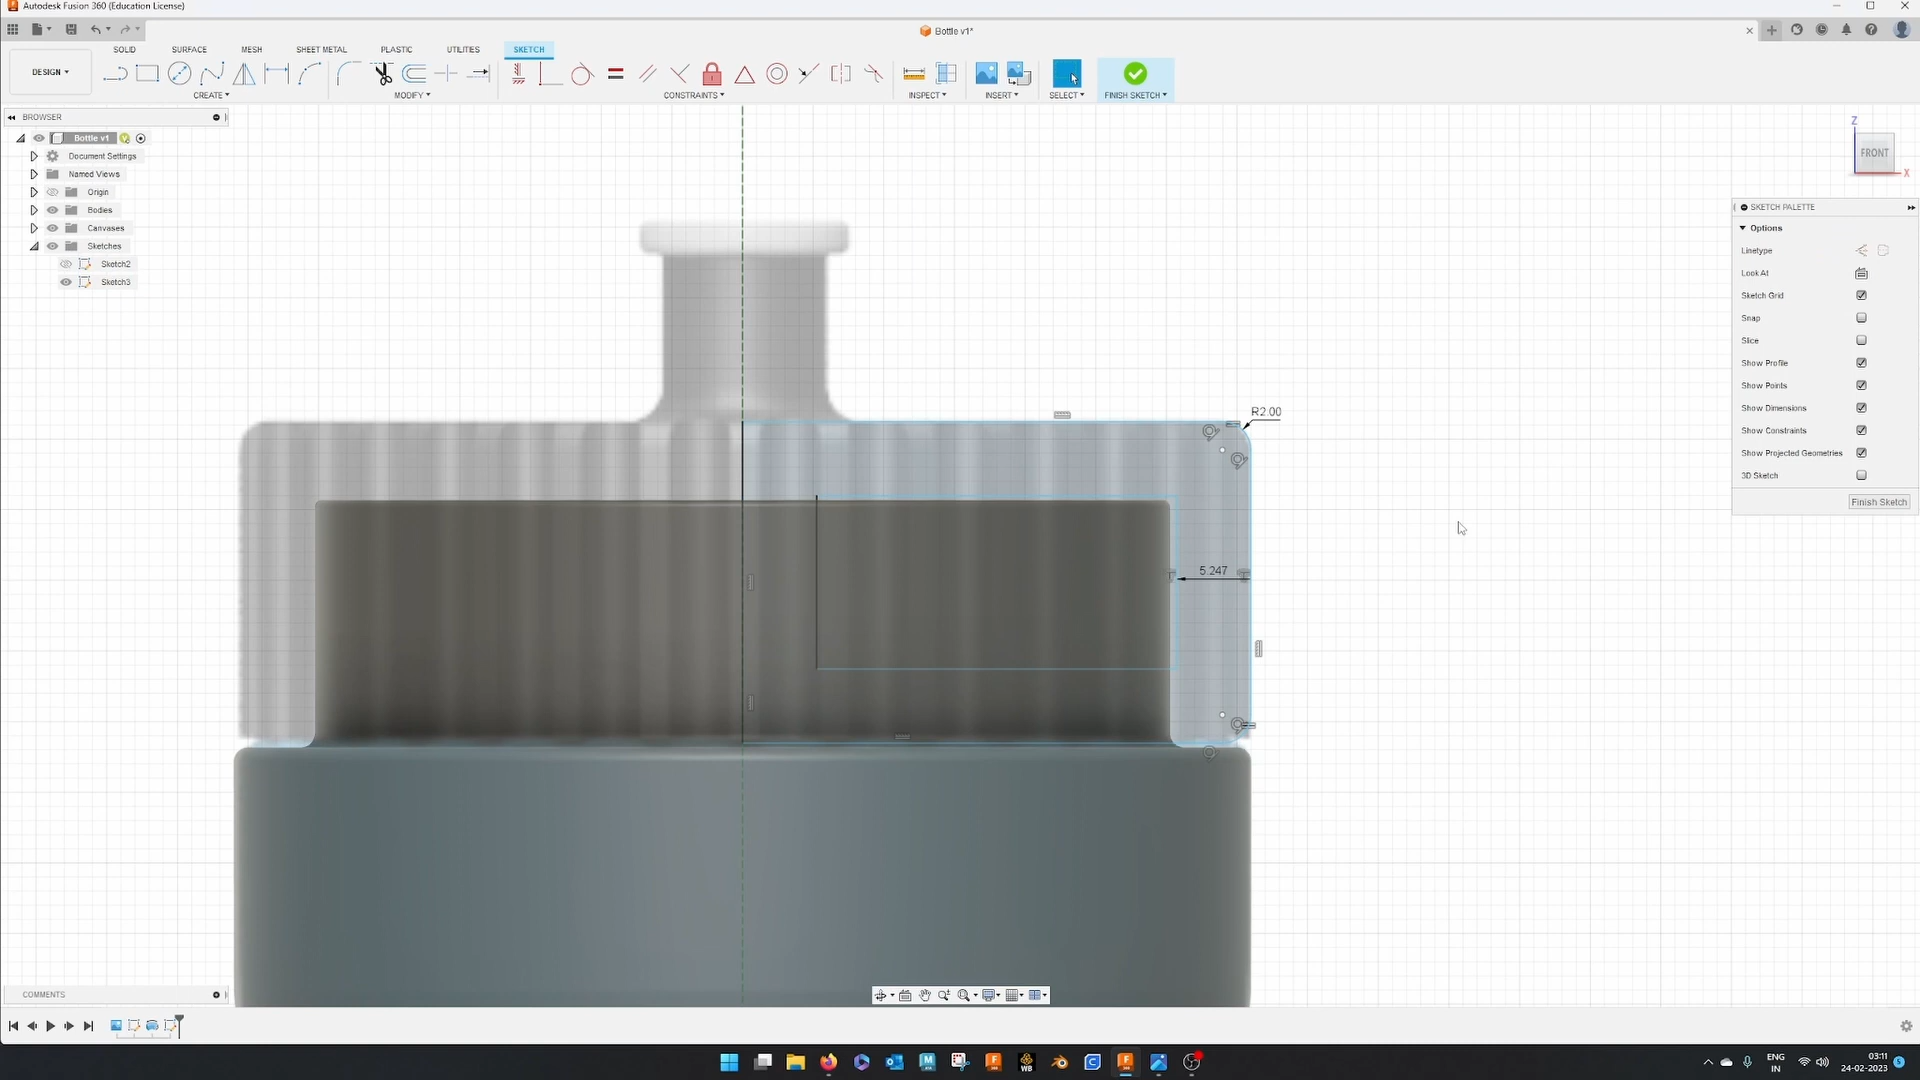 Autodesk Fusion 360 (Education License)
Bottle v1*
SOLID SURFACE MESH SHEET METAL PLASTIC UTILITIES SKETCH
DESIGN
CREATE MODIFY CONSTRAINTS INSPECT INSERT SELECT FINISH SKETCH
BROWSER
Bottle v1
Document Settings
Named Views
Origin
Bodies
Canvases
Sketches
Sketch2
Sketch3
Z
FRONT
X
SKETCH PALETTE
Options
Linetype
Look At
Sketch Grid
Snap
Slice
Show Profile
Show Points
Show Dimensions
Show Constraints
Show Projected Geometries
3D Sketch
Finish Sketch
R2.00
5.247
COMMENTS
WB
ENG
IN
03:11
24-02-2023